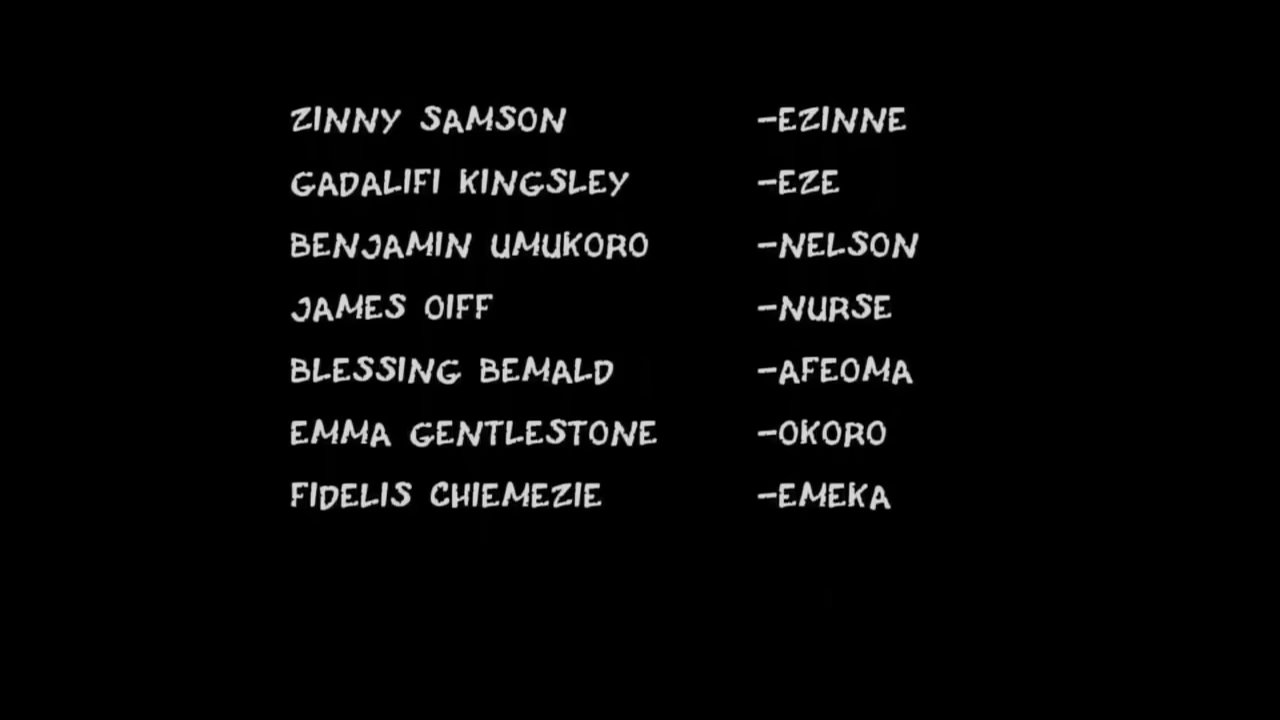 ZINNY SAMSON -EZINNE
GADALIFI KINGSLEY -EZE
BENJAMIN UMUKORO -NELSON
JAMES OIFF -NURSE
BLESSING BEMALD -AFEOMA
EMMA GENTLESTONE -OKORO
FIDELIS CHIEMEZIE -EMEKA